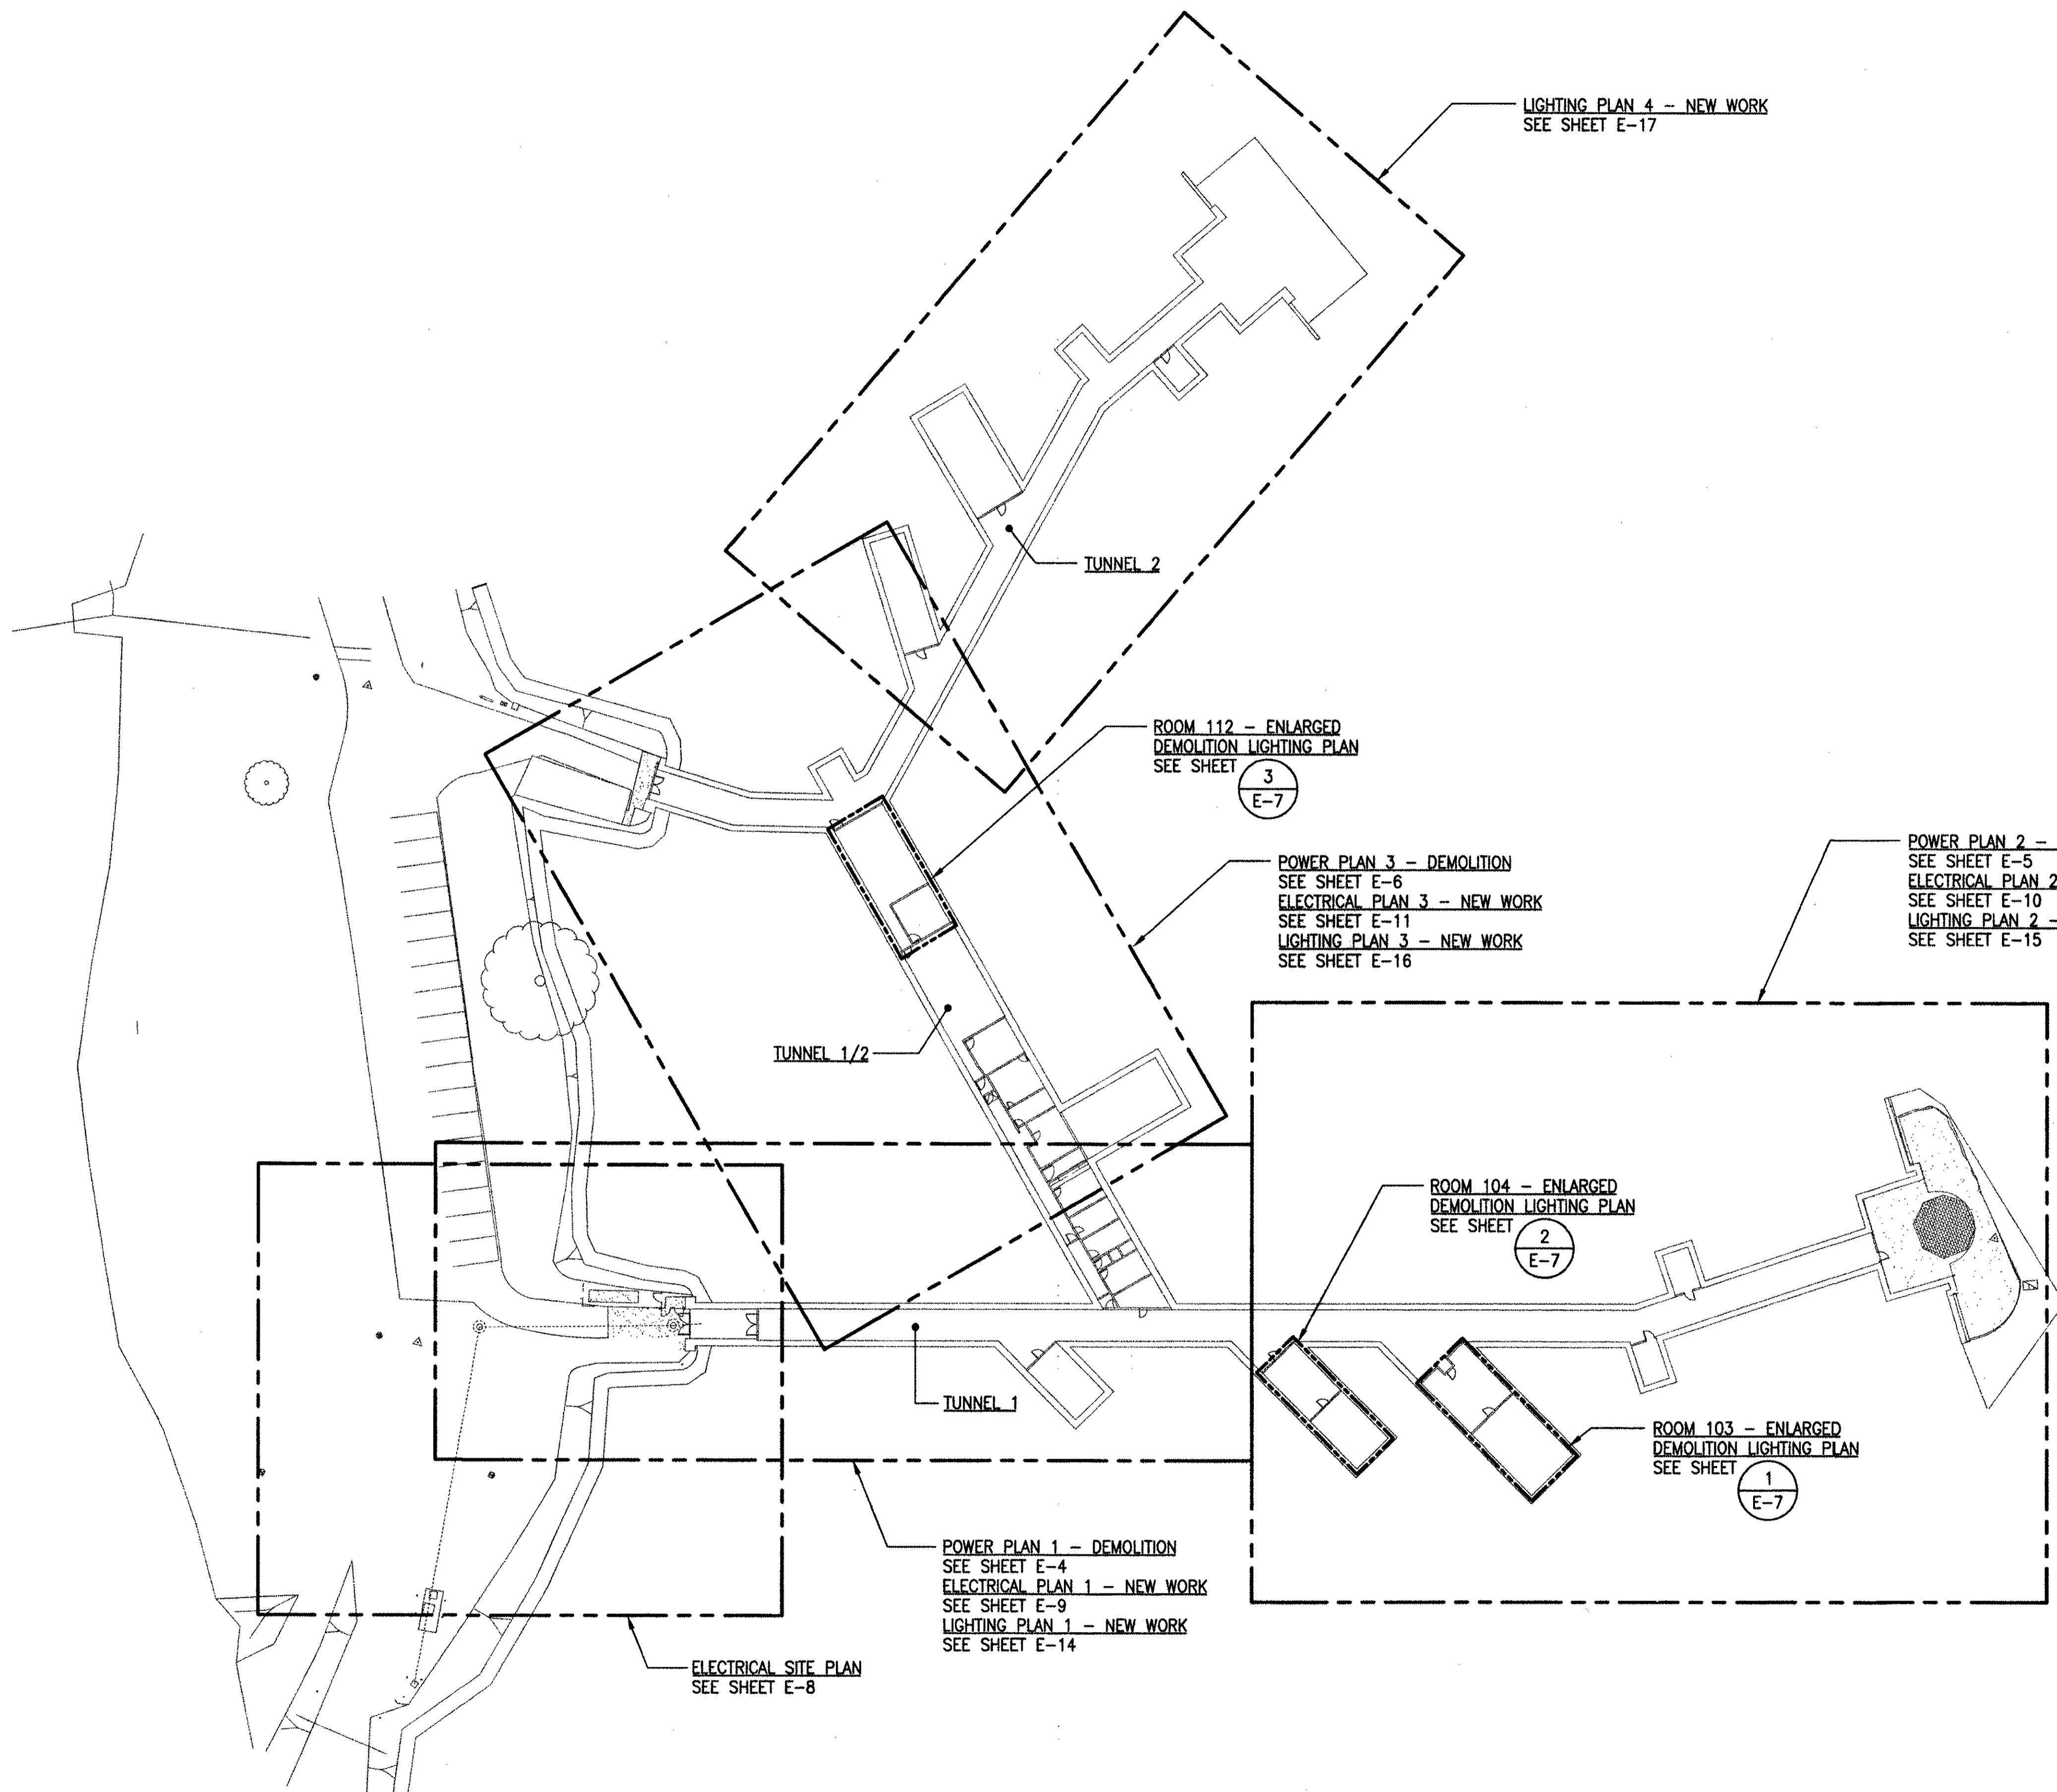 LIGHTING PLAN 4 – NEW WORK
SEE SHEET E–17
TUNNEL 2
ROOM 112 – ENLARGED
DEMOLITION LIGHTING PLAN
SEE SHEET
3
E–7
POWER PLAN 3 – DEMOLITION
SEE SHEET E–6
ELECTRICAL PLAN 3 – NEW WORK
SEE SHEET E–11
LIGHTING PLAN 3 – NEW WORK
SEE SHEET E–16
POWER PLAN 2 –
SEE SHEET E–5
ELECTRICAL PLAN 2
SEE SHEET E–10
LIGHTING PLAN 2 –
SEE SHEET E–15
TUNNEL 1/2
ROOM 104 – ENLARGED
DEMOLITION LIGHTING PLAN
SEE SHEET
2
E–7
TUNNEL 1
ROOM 103 – ENLARGED
DEMOLITION LIGHTING PLAN
SEE SHEET
1
E–7
POWER PLAN 1 – DEMOLITION
SEE SHEET E–4
ELECTRICAL PLAN 1 – NEW WORK
SEE SHEET E–9
LIGHTING PLAN 1 – NEW WORK
SEE SHEET E–14
ELECTRICAL SITE PLAN
SEE SHEET E–8